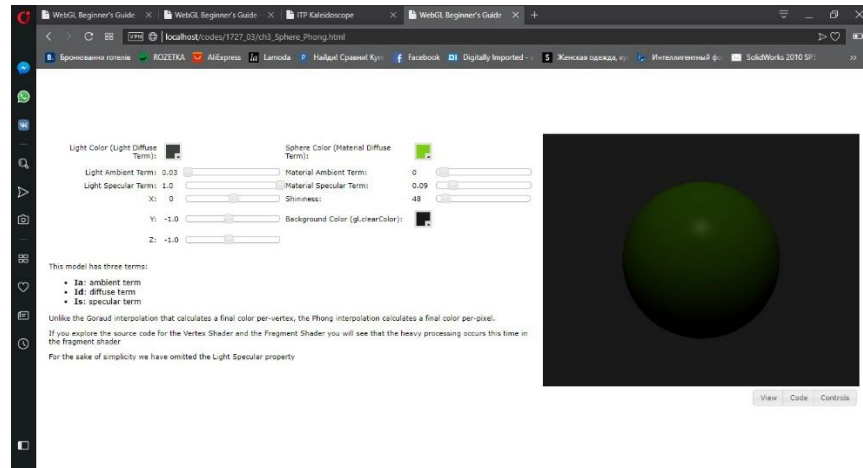 WebGL Beginner's Guide
WebGL Beginner's Guide
ITP Kaleidoscope
WebGL Beginner's Guide
VPN localhost/codes/1727_03/ch3_Sphere_Phong.html
B. Бронювання готелів ROZETKA AliExpress la Lamoda P Найди! Сравни! f Facebook DI Digitally Imported - 5 Женская одежда, Интеллигентный SolidWorks 2010 »
Light Color (Light Diffuse
Term):
Sphere Color (Material Diffuse
Term):
Light Ambient Term: 0.03 Material Ambient Term: 0
Light Specular Term: 1.0 Material Specular Term: 0.09
X: 0 Shininess: 48
Y: -1.0 Background Color (gl.clearColor):
Z: -1.0
This model has three terms:
• Ia: ambient term
• Id: diffuse term
• Is: specular term
Unlike the Goraud interpolation that calculates a final color per-vertex, the Phong interpolation calculates a final color per-pixel.
If you explore the source code for the Vertex Shader and the Fragment Shader you will see that the heavy processing occurs this time in
the fragment shader
For the sake of simplicity we have omitted the Light Specular property
View Code Controls